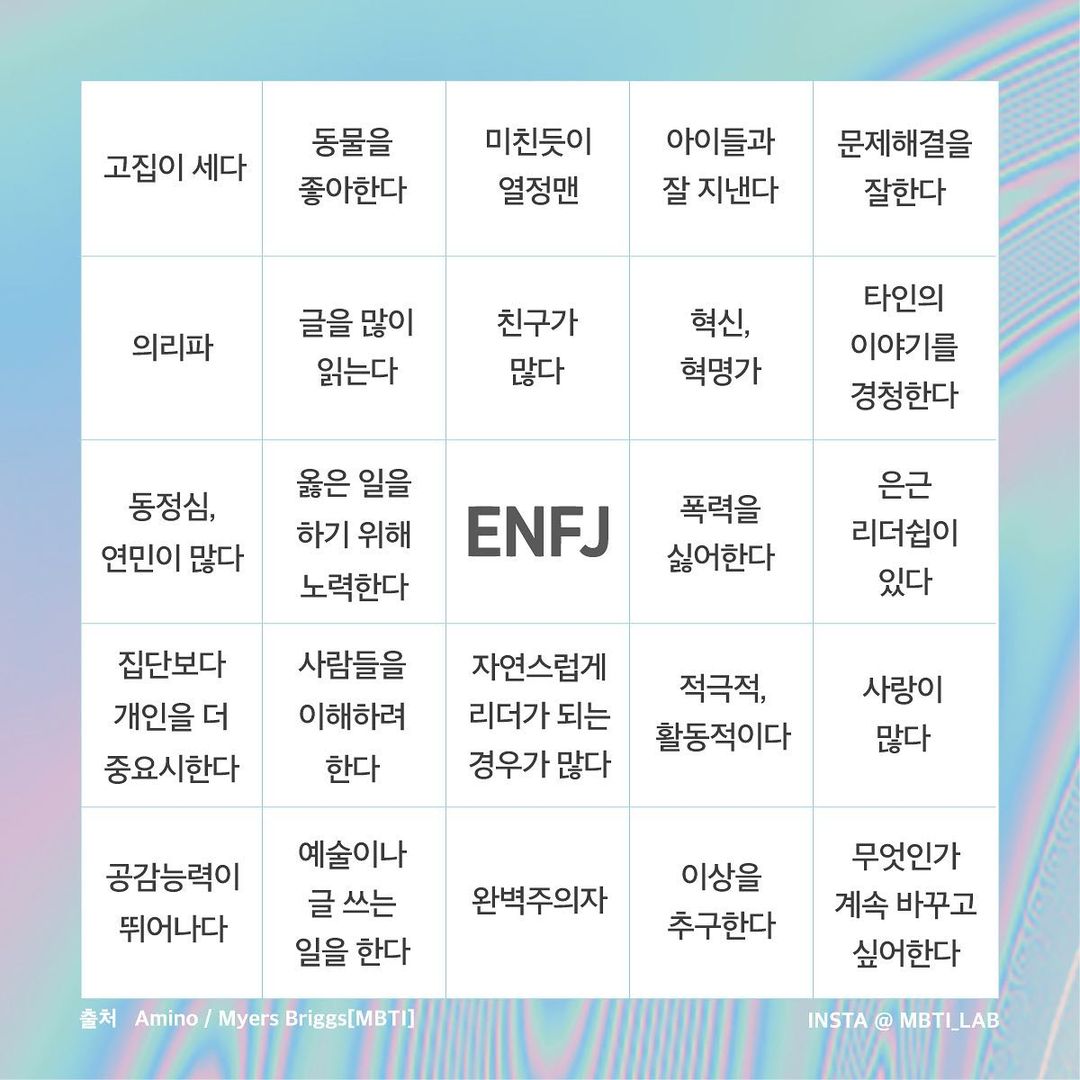 고집이 세다
동물을
좋아한다
미친듯이
열정맨
아이들과
잘 지낸다
문제해결을
잘한다
의리파
글을 많이
읽는다
친구가
많다
혁신,
혁명가
타인의
이야기를
경청한다
동정심,
연민이 많다
옳은 일을
하기 위해
노력한다
ENFJ
폭력을
싫어한다
은근
리더쉽이
있다
집단보다
개인을 더
중요시한다
사람들을
이해하려
한다
자연스럽게
리더가 되는
경우가 많다
적극적,
활동적이다
사랑이
많다
공감능력이
뛰어나다
예술이나
글 쓰는
일을 한다
완벽주의자
이상을
추구한다
무엇인가
계속 바꾸고
싶어한다
출처 Amino / Myers Briggs[MBTI]
INSTA @ MBTI_LAB